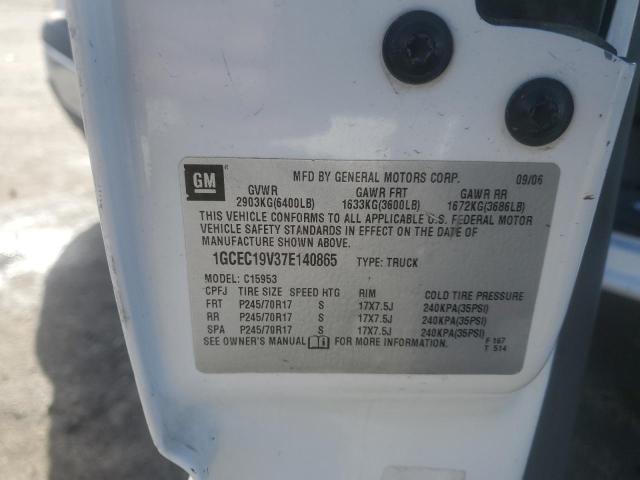 GM
MFD BY GENERAL MOTORS CORP. 09/06
GVWR GAWR FRT GAWR RR
2903KG(6400LB) 1633KG(3600LB) 1672KG(3686LB)
THIS VEHICLE CONFORMS TO ALL APPLICABLE U.S. FEDERAL MOTOR
VEHICLE SAFETY STANDARDS IN EFFECT ON THE DATE OF
MANUFACTURE SHOWN ABOVE.
1GCEC19V37E140865 TYPE: TRUCK
MODEL: C15953
CPFJ TIRE SIZE SPEED HTG RIM COLD TIRE PRESSURE
FRT P245/70R17 S 17X7.5J 240KPA(35PSI)
RR P245/70R17 S 17X7.5J 240KPA(35PSI)
SPA P245/70R17 S 17X7.5J 240KPA(35PSI)
SEE OWNER'S MANUAL FOR MORE INFORMATION. F 167
T 514